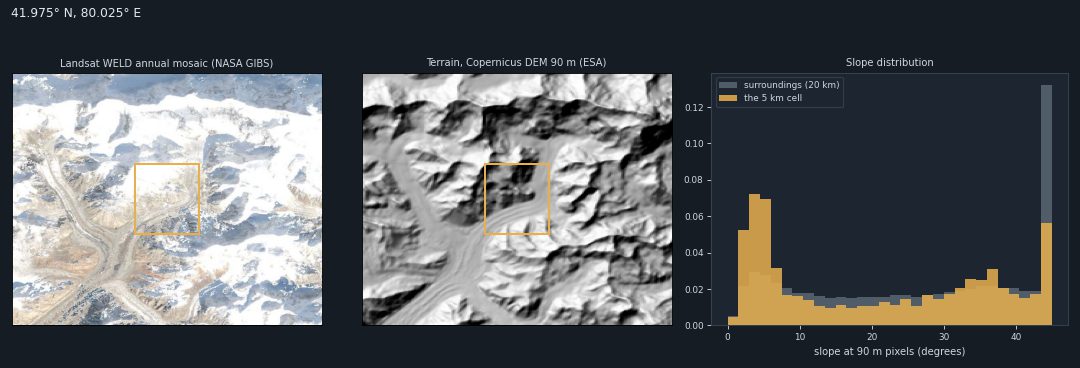 41.975° N, 80.025° E
Landsat WELD annual mosaic (NASA GIBS)
Terrain, Copernicus DEM 90 m (ESA)
Slope distribution
surroundings (20 km)
the 5 km cell
0.12
0.10
0.08
0.06
0.04
0.02
0.00
0 10 20 30 40
slope at 90 m pixels (degrees)